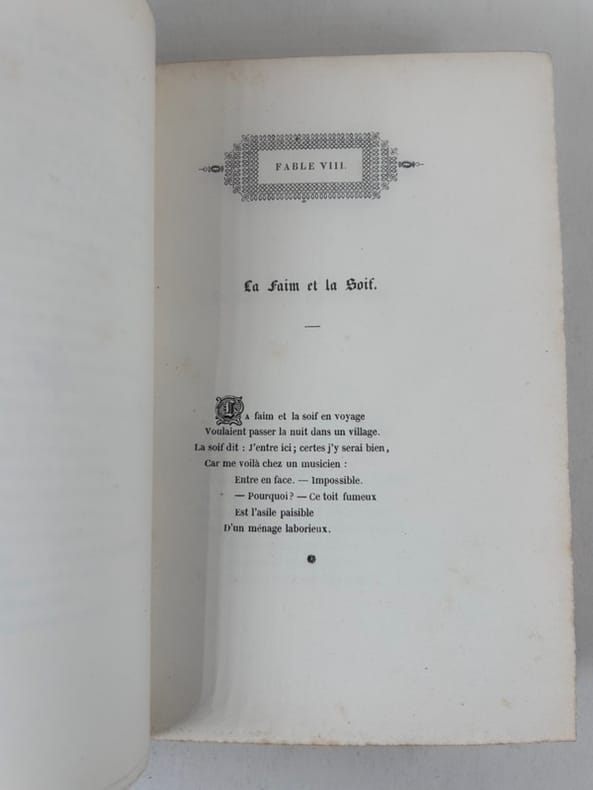 FABLE VIII.
La Faim et la Soif.
LA faim et la soif en voyage
Voulaient passer la nuit dans un village.
La soif dit : J'entre ici ; certes j'y serai bien,
Car me voilà chez un musicien :
Entre en face. — Impossible.
— Pourquoi ? — Ce toit fumeux
Est l'asile paisible
D'un ménage laborieux.